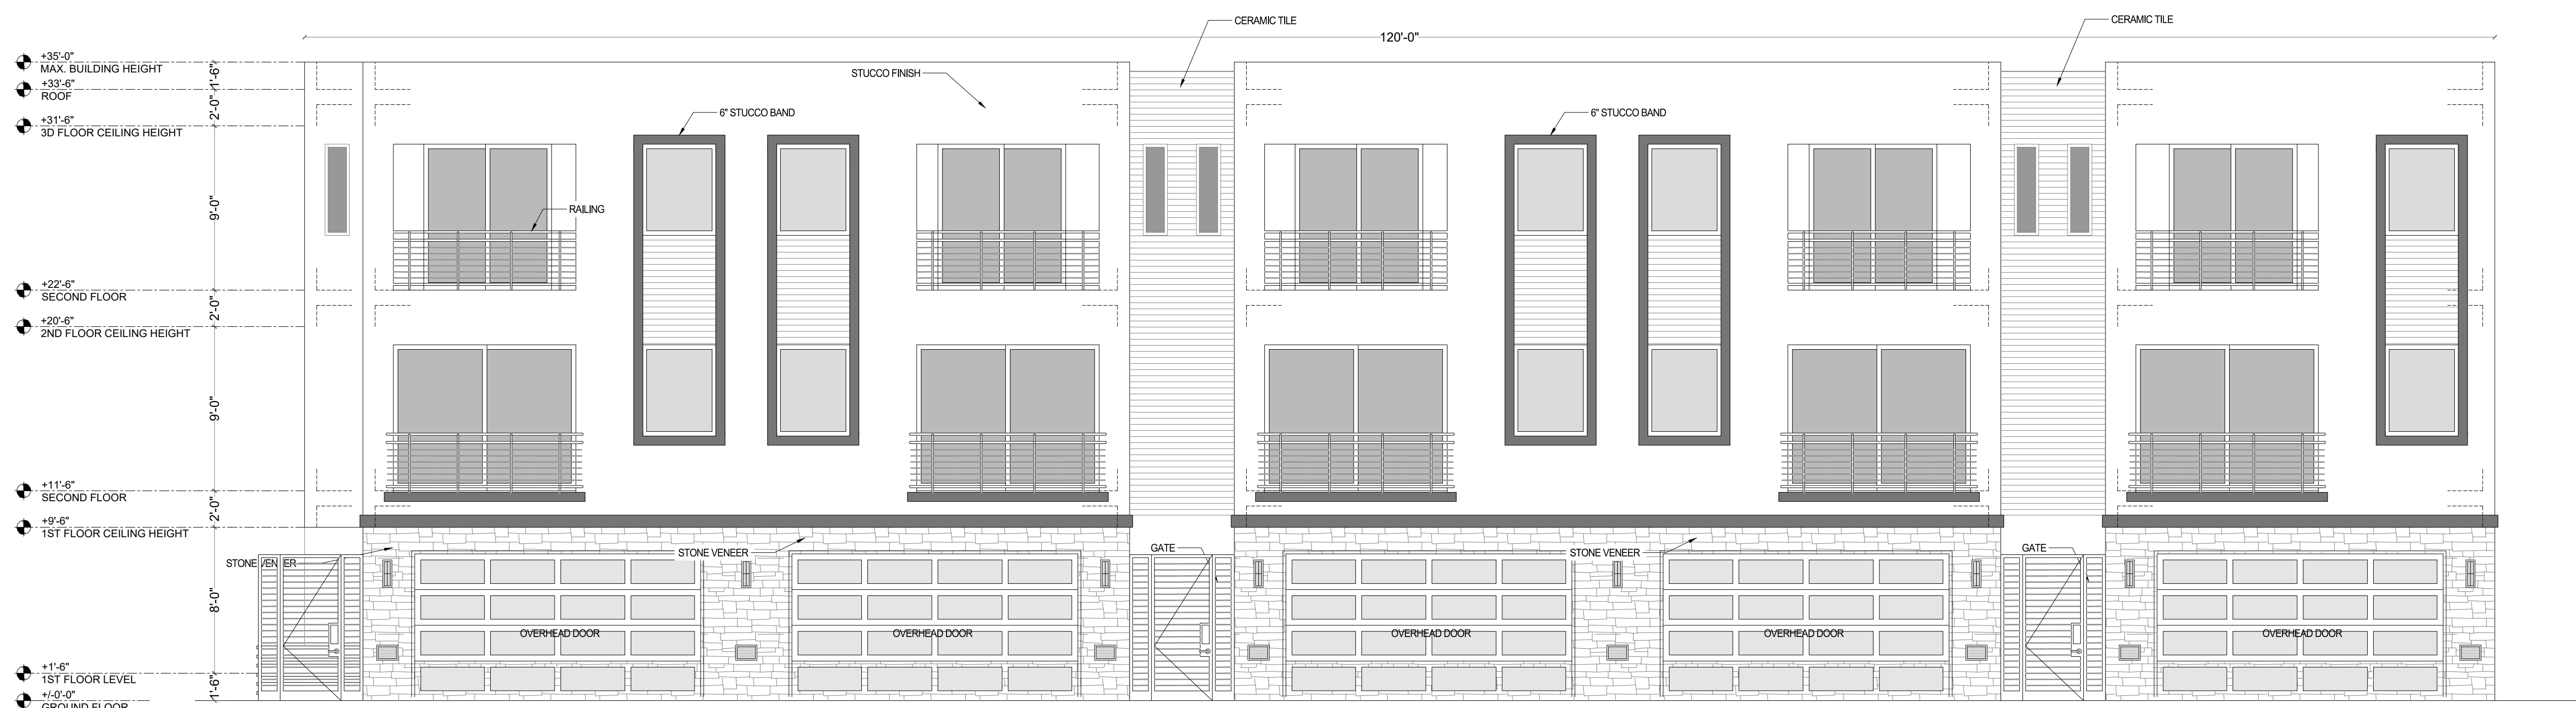 CERAMIC TILE
CERAMIC TILE
120'-0"
+35'-0"
MAX. BUILDING HEIGHT
1'-6"
+33'-6"
ROOF
2'-0"
+31'-6"
3D FLOOR CEILING HEIGHT
STUCCO FINISH
6" STUCCO BAND
6" STUCCO BAND
9'-0"
RAILING
+22'-6"
SECOND FLOOR
2'-0"
+20'-6"
2ND FLOOR CEILING HEIGHT
9'-0"
+11'-6"
SECOND FLOOR
2'-0"
+9'-6"
1ST FLOOR CEILING HEIGHT
STONE VENEER
STONE VENEER
GATE
STONE VENEER
GATE
8'-0"
OVERHEAD DOOR
OVERHEAD DOOR
OVERHEAD DOOR
OVERHEAD DOOR
OVERHEAD DOOR
+1'-6"
1ST FLOOR LEVEL
1'-6"
+/-0'-0"
GROUND FLOOR